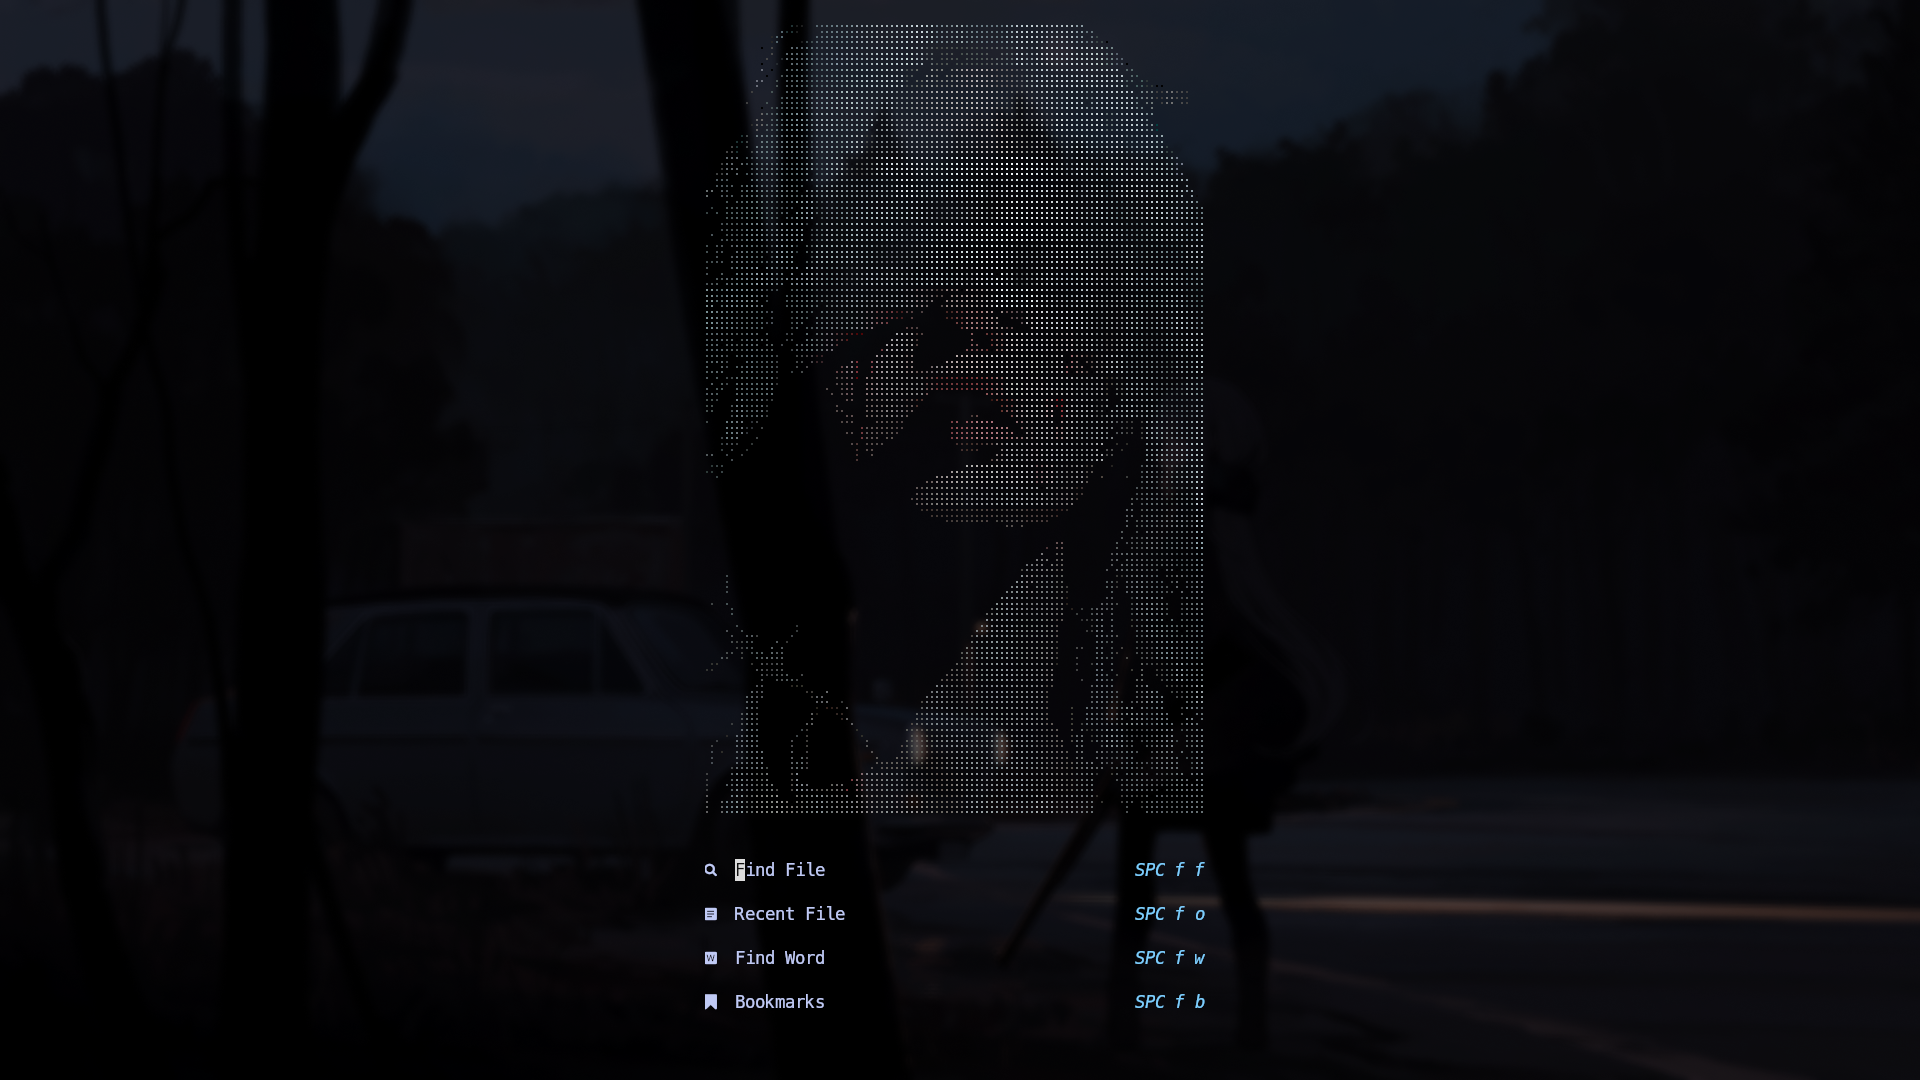 Find File SPC f f
Recent File SPC f o
W Find Word SPC f w
Bookmarks SPC f b